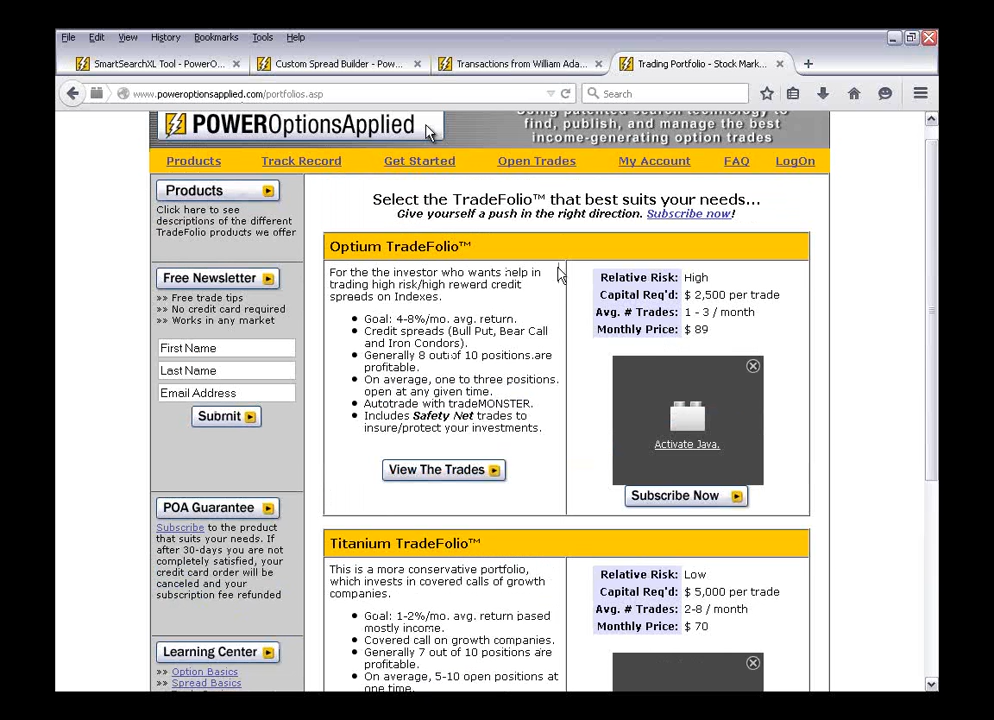 File Edit View History Bookmarks Tools Help
SmartSearchXL Tool - PowerO...
Custom Spread Builder - Pow...
Transactions from William Ada...
Trading Portfolio - Stock Mark...
www.poweroptionsapplied.com/portfolios.asp
Search
POWEROptionsApplied
find, publish, and manage the best
income-generating option trades
Products Track Record Get Started Open Trades My Account FAQ LogOn
Products
Click here to see
descriptions of the different
TradeFolio products we offer
Free Newsletter
»» Free trade tips
»» No credit card required
»» Works in any market
First Name
Last Name
Email Address
Submit
POA Guarantee
Subscribe to the product
that suits your needs. If
after 30-days you are not
completely satisfied, your
credit card order will be
canceled and your
subscription fee refunded
Learning Center
»» Option Basics
»» Spread Basics
Select the TradeFolio™ that best suits your needs...
Give yourself a push in the right direction. Subscribe now!
Optium TradeFolio™
For the the investor who wants help in
trading high risk/high reward credit
spreads on Indexes.
• Goal: 4-8%/mo. avg. return.
• Credit spreads (Bull Put, Bear Call
and Iron Condors).
• Generally 8 out of 10 positions are
profitable.
• On average, one to three positions
open at any given time.
• Autotrade with tradeMONSTER.
• Includes Safety Net trades to
insure/protect your investments.
View The Trades
Relative Risk: High
Capital Req'd: $ 2,500 per trade
Avg. # Trades: 1 - 3 / month
Monthly Price: $ 89
Activate Java.
Subscribe Now
Titanium TradeFolio™
This is a more conservative portfolio,
which invests in covered calls of growth
companies.
• Goal: 1-2%/mo. avg. return based
mostly income.
• Covered call on growth companies.
• Generally 7 out of 10 positions are
profitable.
• On average, 5-10 open positions at
one time.
Relative Risk: Low
Capital Req'd: $ 5,000 per trade
Avg. # Trades: 2-8 / month
Monthly Price: $ 70